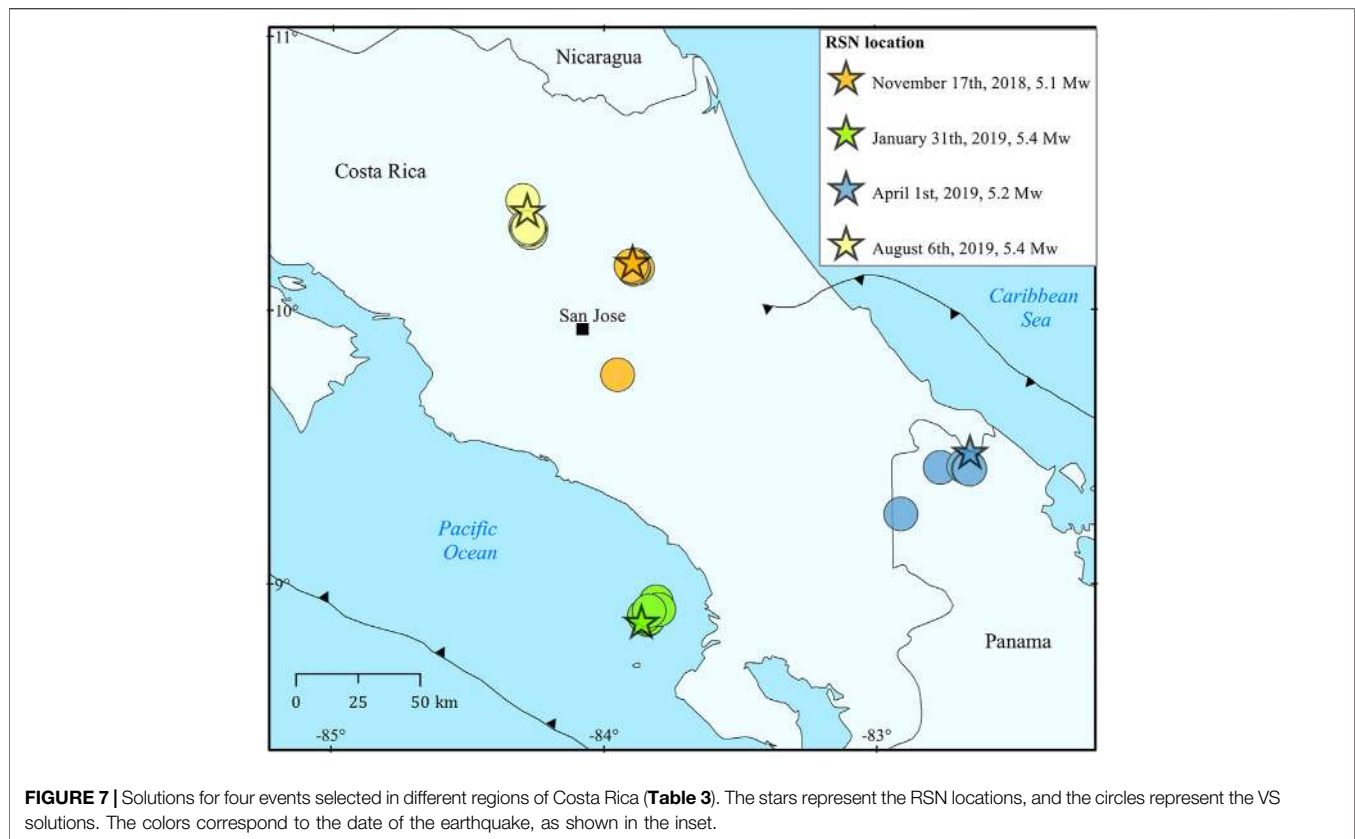 11°
Nicaragua
RSN location
November 17th, 2018, 5.1 Mw
January 31th, 2019, 5.4 Mw
April 1st, 2019, 5.2 Mw
August 6th, 2019, 5.4 Mw
Costa Rica
Caribbean
Sea
10°
San Jose
Pacific
Ocean
9°
Panama
0 25 50 km
-85° -84° -83°
FIGURE 7 | Solutions for four events selected in different regions of Costa Rica (Table 3). The stars represent the RSN locations, and the circles represent the VS
solutions. The colors correspond to the date of the earthquake, as shown in the inset.